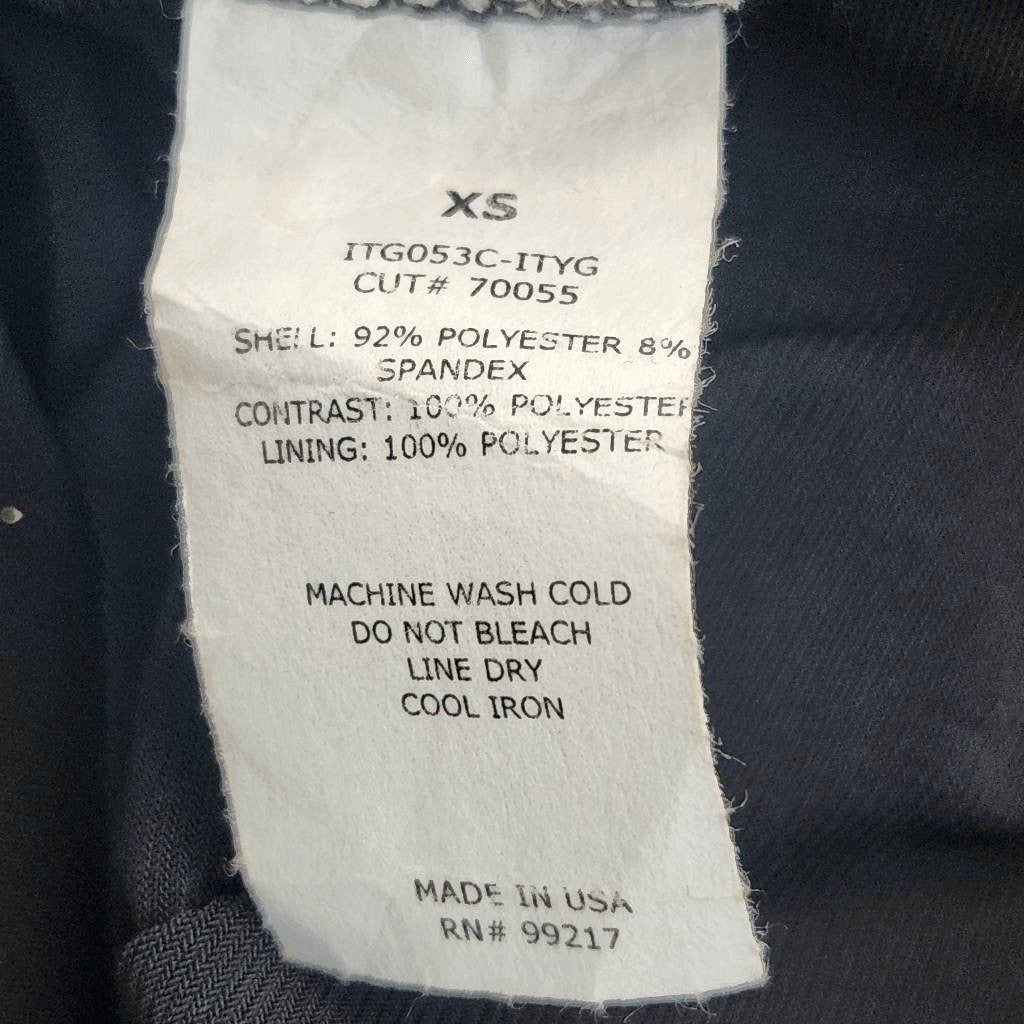 XS
ITG053C-ITYG
CUT# 70055
SHELL: 92% POLYESTER 8%
SPANDEX
CONTRAST: 100% POLYESTER
LINING: 100% POLYESTER
MACHINE WASH COLD
DO NOT BLEACH
LINE DRY
COOL IRON
MADE IN USA
RN# 99217